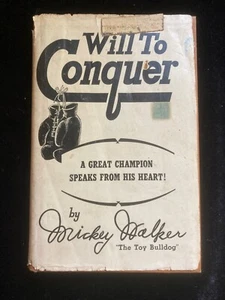 Will To
Conquer
A GREAT CHAMPION
SPEAKS FROM HIS HEART!
by
Mickey Walker
"The Toy Bulldog"